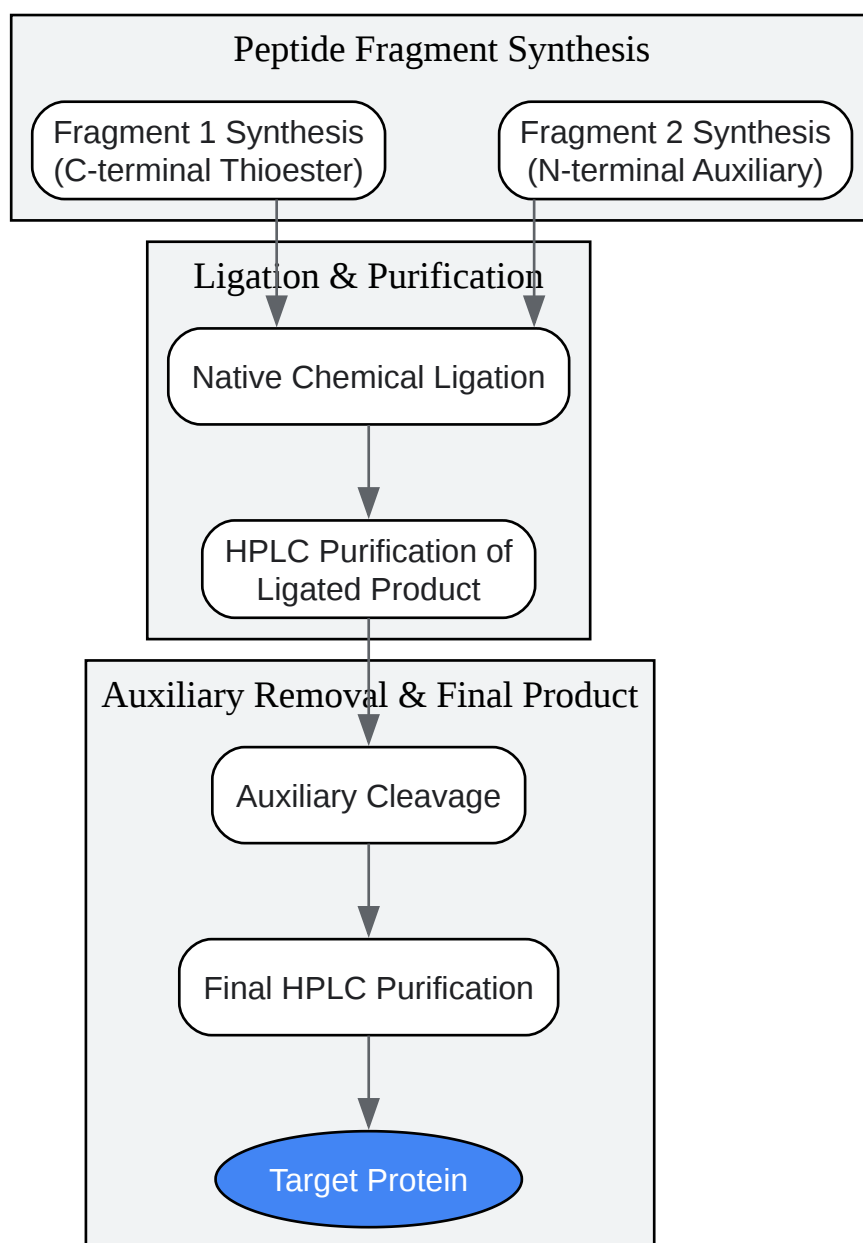 Peptide Fragment Synthesis
Fragment 1 Synthesis
(C-terminal Thioester)
Fragment 2 Synthesis
(N-terminal Auxiliary)
Ligation & Purification
Native Chemical Ligation
HPLC Purification of
Ligated Product
Auxiliary Removal & Final Product
Auxiliary Cleavage
Final HPLC Purification
Target Protein